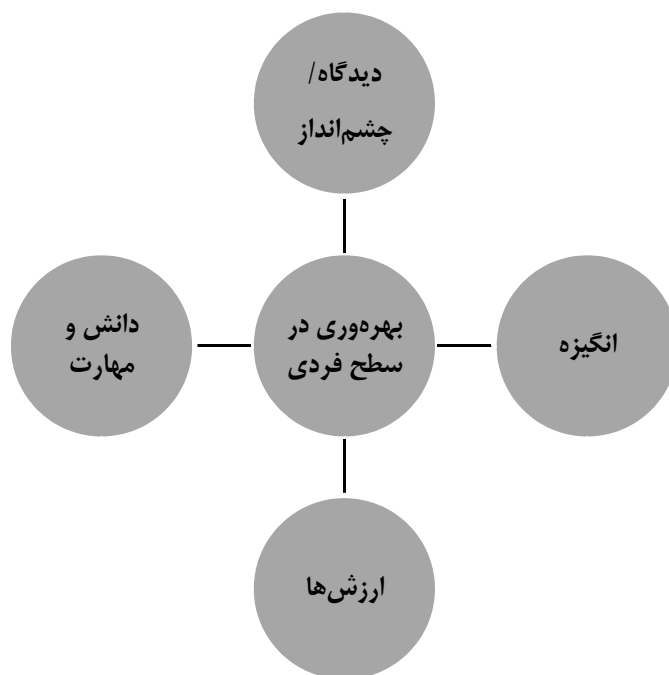 دیدگاه/
چشم‌انداز
انگیزه
بهره‌وری در
سطح فردی
دانش و
مهارت
ارزش‌ها